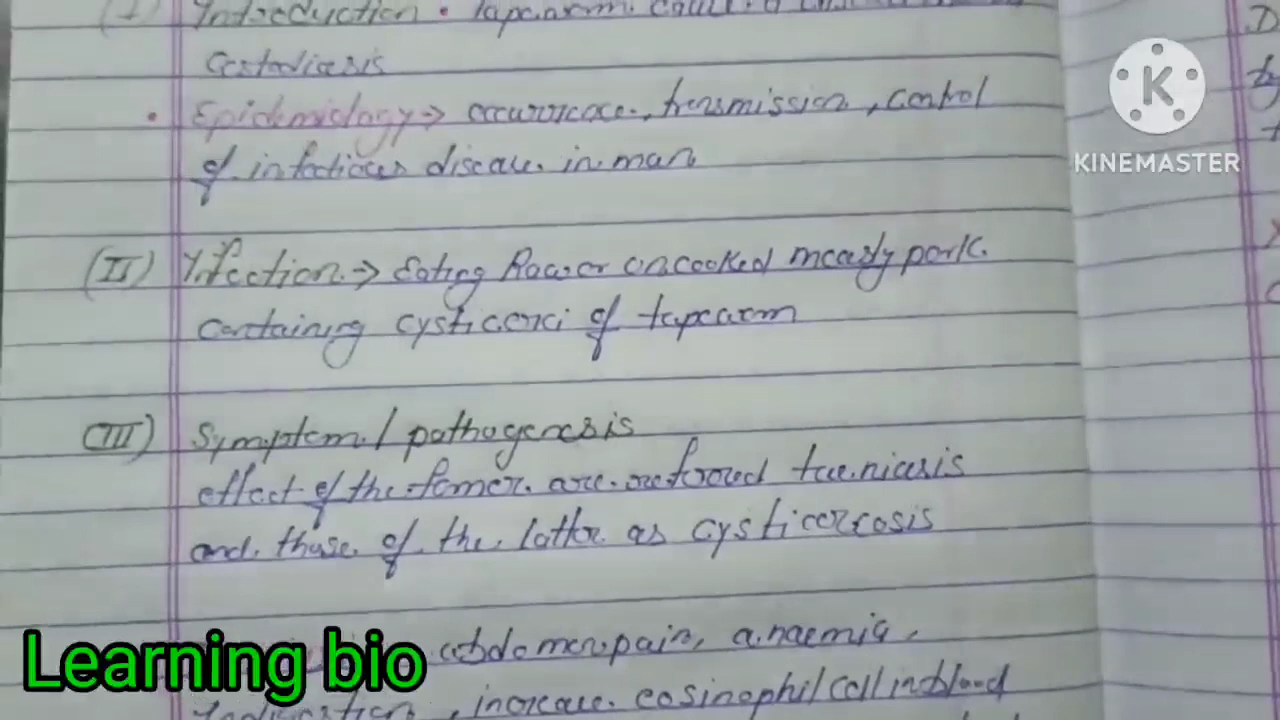 (I) Introduction • Tapeworm caused
Cestodiasis
• Epidemiology → occurrence, transmission, control
of infectious disease in man
(II) Infection → Eating Raw or uncooked measly pork
containing cysticerci of tapeworm
(III) Symptom / pathogenesis
effect of the former are referred taeniasis
and those of the latter as cysticercosis
abdomen pain, anaemia,
increase eosinophil cell in blood
Learning bio
K
KINEMASTER